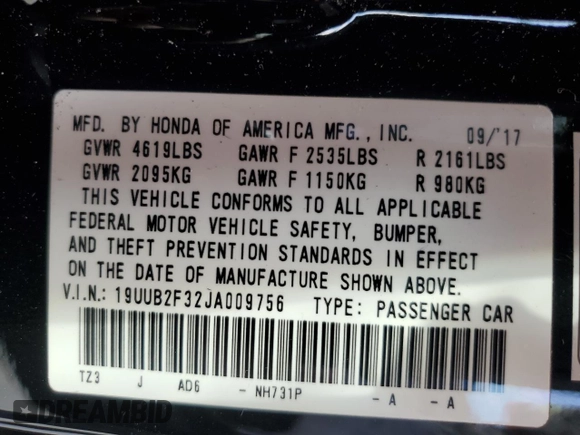 MFD. BY HONDA OF AMERICA MFG., INC. 09/'17
GVWR 4619LBS GAWR F 2535LBS R 2161LBS
GVWR 2095KG GAWR F 1150KG R 980KG
THIS VEHICLE CONFORMS TO ALL APPLICABLE
FEDERAL MOTOR VEHICLE SAFETY, BUMPER,
AND THEFT PREVENTION STANDARDS IN EFFECT
ON THE DATE OF MANUFACTURE SHOWN ABOVE.
V.I.N.: 19UUB2F32JA009756 TYPE: PASSENGER CAR
TZ3 J AD6 - NH731P - A - A
DREAMBID